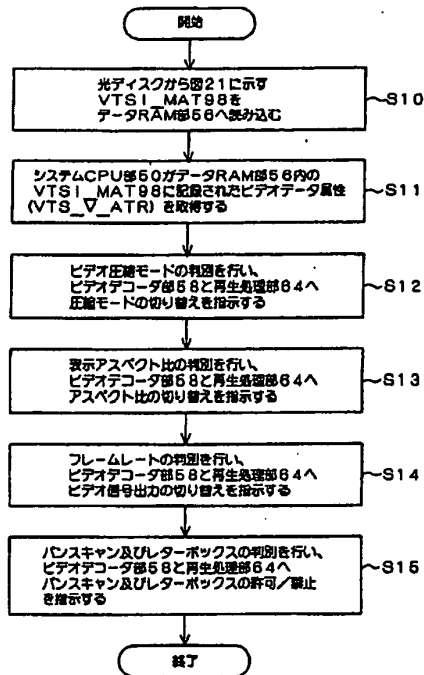 開始
光ディスクから図21に示す
VTSI_MAT98を
データRAM部56へ読み込む
S10
システムCPU部50がデータRAM部56内の
VTSI_MAT98に記録されたビデオデータ属性
(VTS_V_ATR)を取得する
S11
ビデオ圧縮モードの判別を行い、
ビデオデコーダ部58と再生処理部64へ
圧縮モードの切り替えを指示する
S12
表示アスペクト比の判別を行い、
ビデオデコーダ部58と再生処理部64へ
アスペクト比の切り替えを指示する
S13
フレームレートの判別を行い、
ビデオデコーダ部58と再生処理部64へ
ビデオ信号出力の切り替えを指示する
S14
パンスキャン及びレターボックスの判別を行い、
ビデオデコーダ部58と再生処理部64へ
パンスキャン及びレターボックスの許可/禁止
を指示する
S15
終了